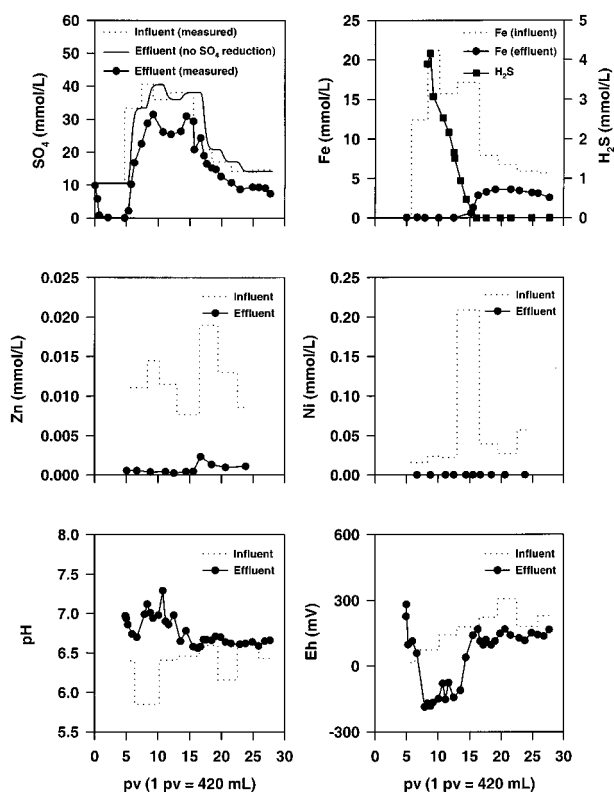 60
50
40
30
20
10
0
SO4 (mmol/L)
Influent (measured)
Effluent (no SO4 reduction)
Effluent (measured)
25
20
15
10
5
0
Fe (mmol/L)
Fe (influent)
Fe (effluent)
H2S
5
4
3
2
1
0
H2S (mmol/L)
0.025
0.020
0.015
0.010
0.005
0.000
Zn (mmol/L)
Influent
Effluent
0.25
0.20
0.15
0.10
0.05
0.00
Ni (mmol/L)
Influent
Effluent
8.0
7.5
7.0
6.5
6.0
5.5
pH
Influent
Effluent
0 5 10 15 20 25 30
pv (1 pv = 420 mL)
600
300
0
-300
Eh (mV)
Influent
Effluent
0 5 10 15 20 25 30
pv (1 pv = 420 mL)